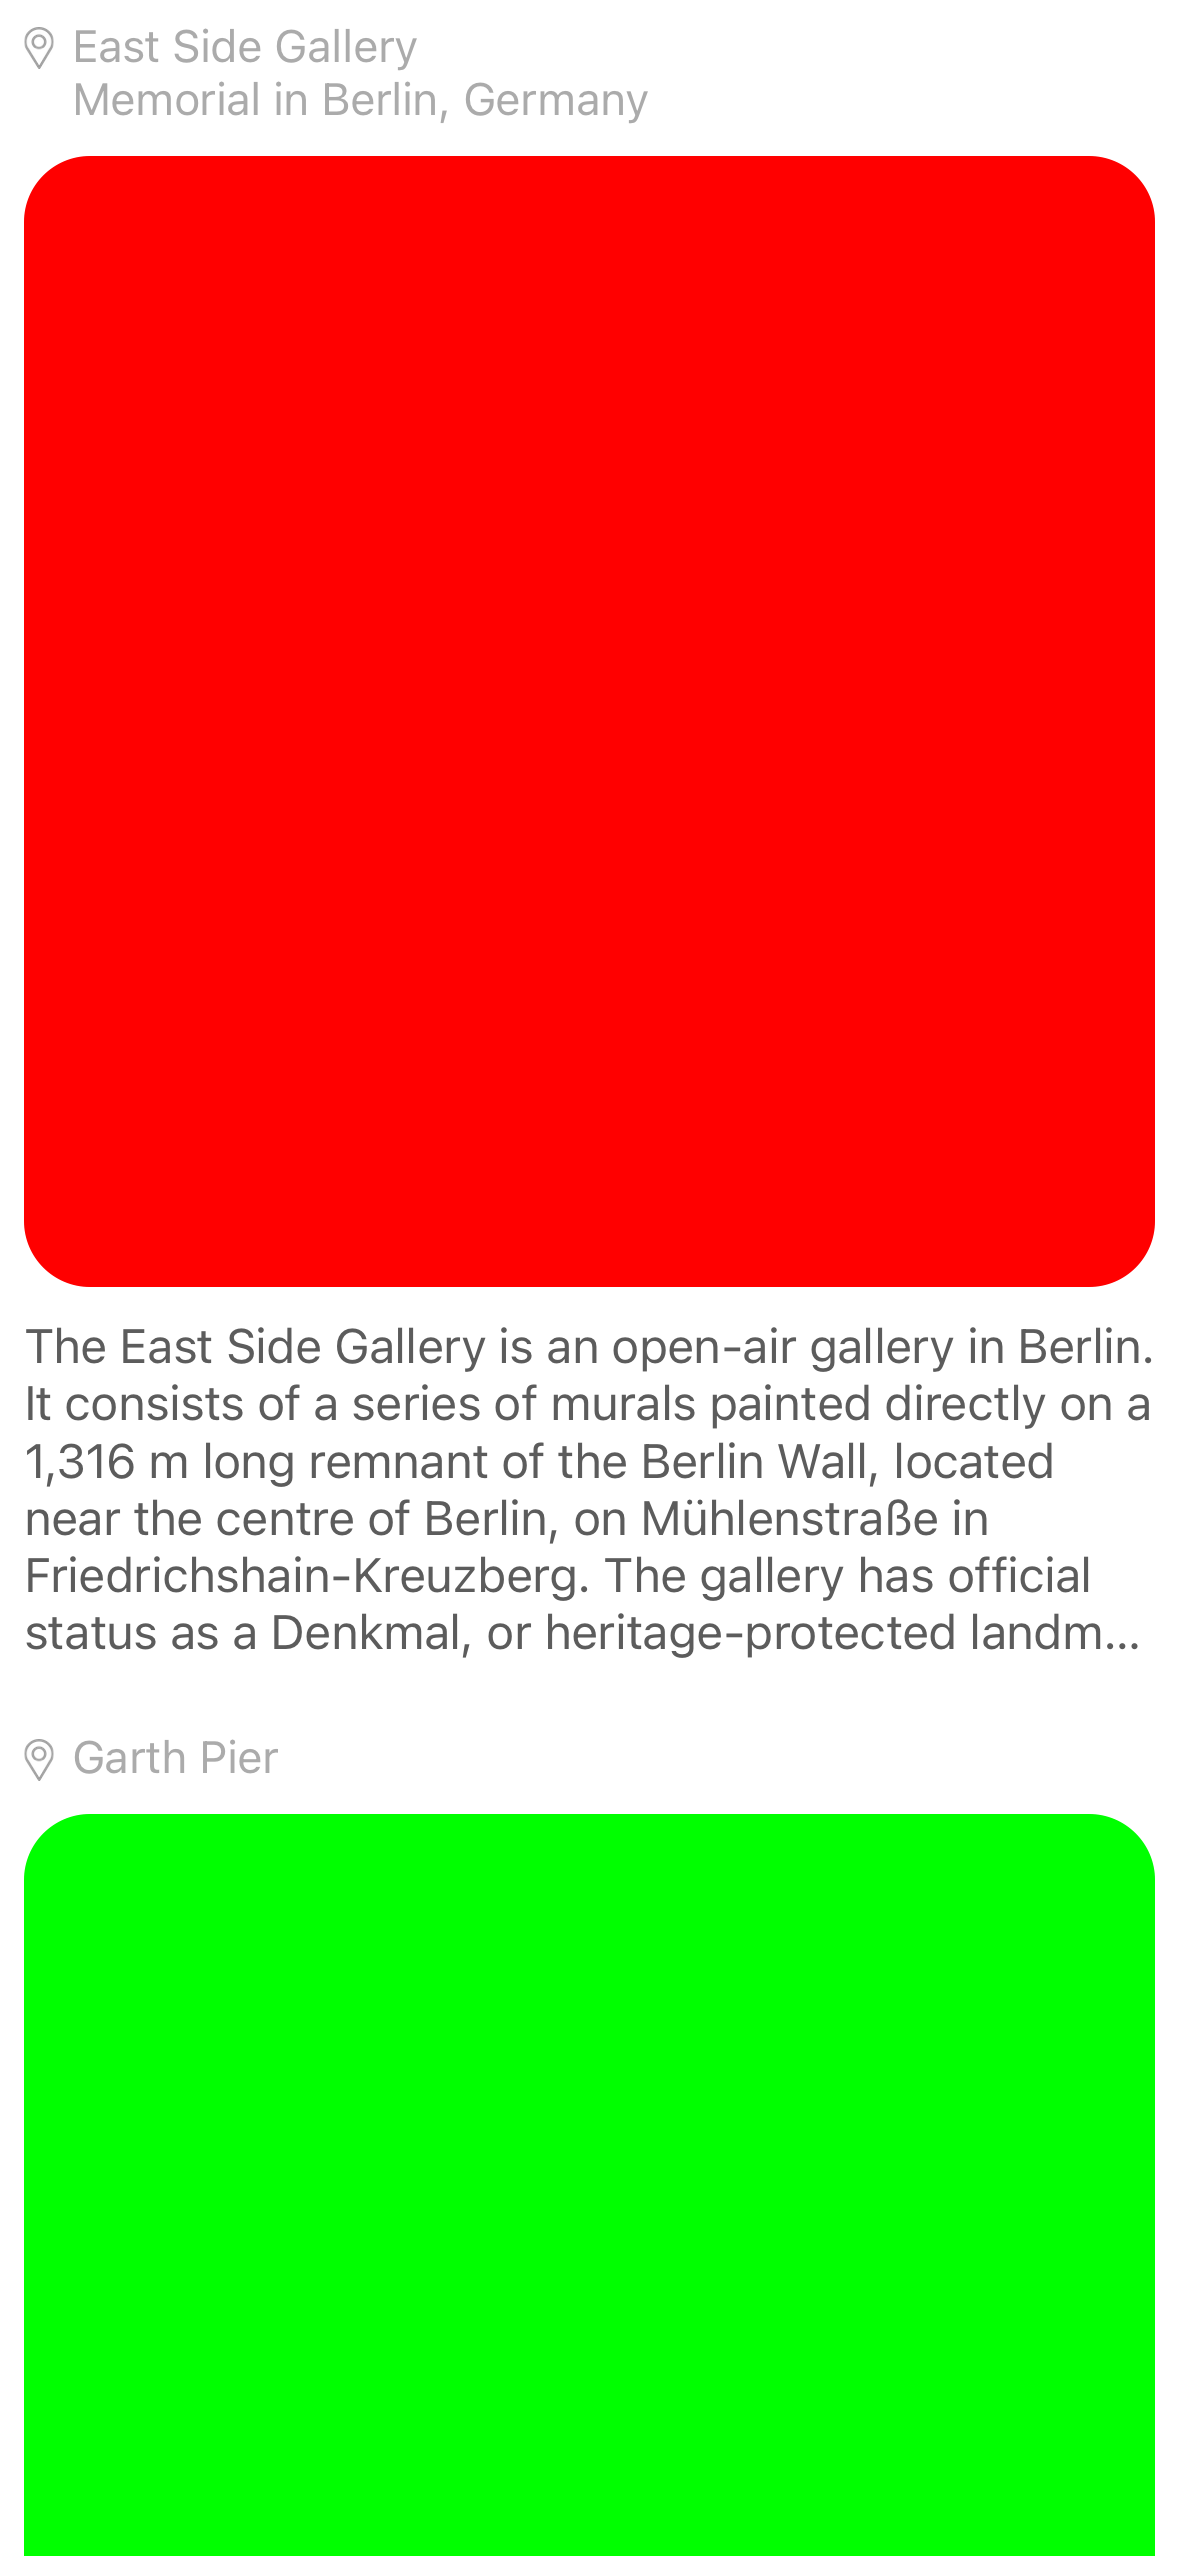 East Side Gallery
Memorial in Berlin, Germany
The East Side Gallery is an open-air gallery in Berlin.
It consists of a series of murals painted directly on a
1,316 m long remnant of the Berlin Wall, located
near the centre of Berlin, on Mühlenstraße in
Friedrichshain-Kreuzberg. The gallery has official
status as a Denkmal, or heritage-protected landm…
Garth Pier